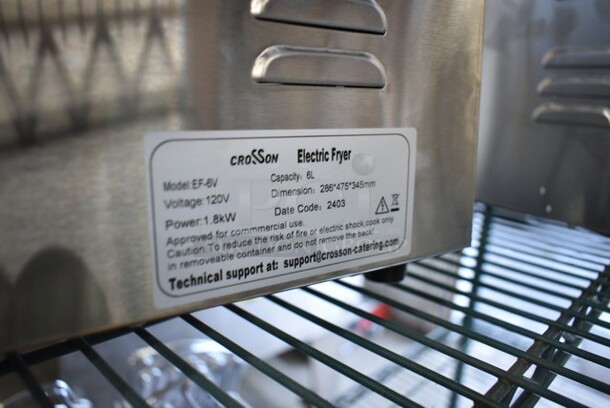 CROSSON Electric Fryer
Model:EF-6V Capacity: 6L
Voltage:120V Dimension: 286*475*345mm
Power:1.8kW Date Code: 2403
Approved for commmercial use.
Caution:To reduce the risk of fire or electric shock,cook only
in removeable container and do not remove the back!
Technical support at: support@crosson-catering.com